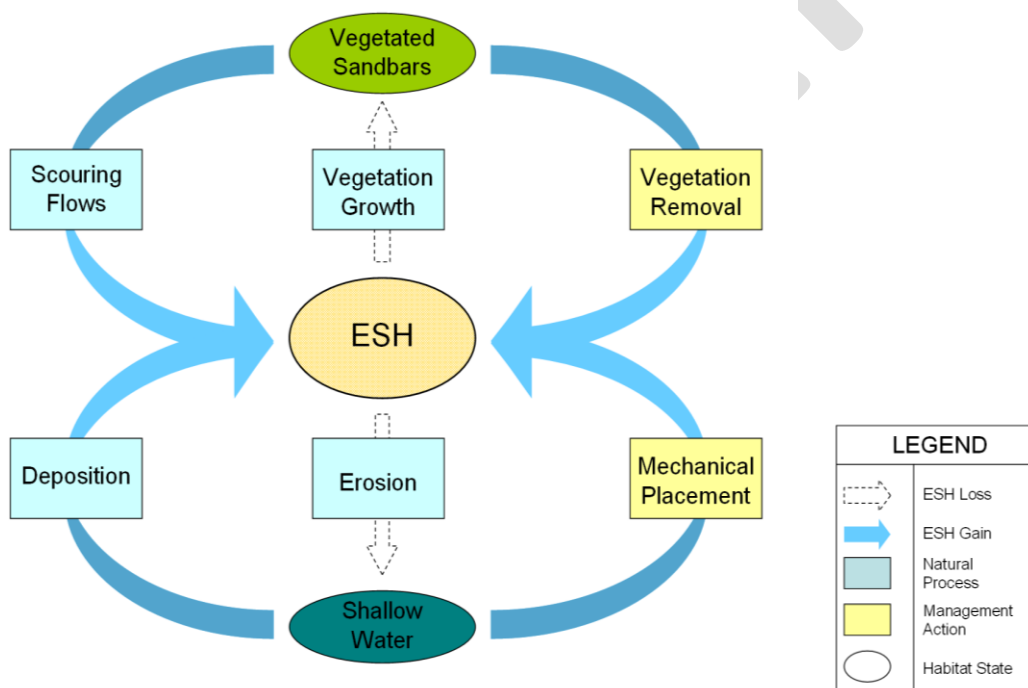 Vegetated
Sandbars
Scouring
Flows
Vegetation
Growth
Vegetation
Removal
ESH
Deposition
Erosion
Mechanical
Placement
Shallow
Water
LEGEND
ESH Loss
ESH Gain
Natural
Process
Management
Action
Habitat State